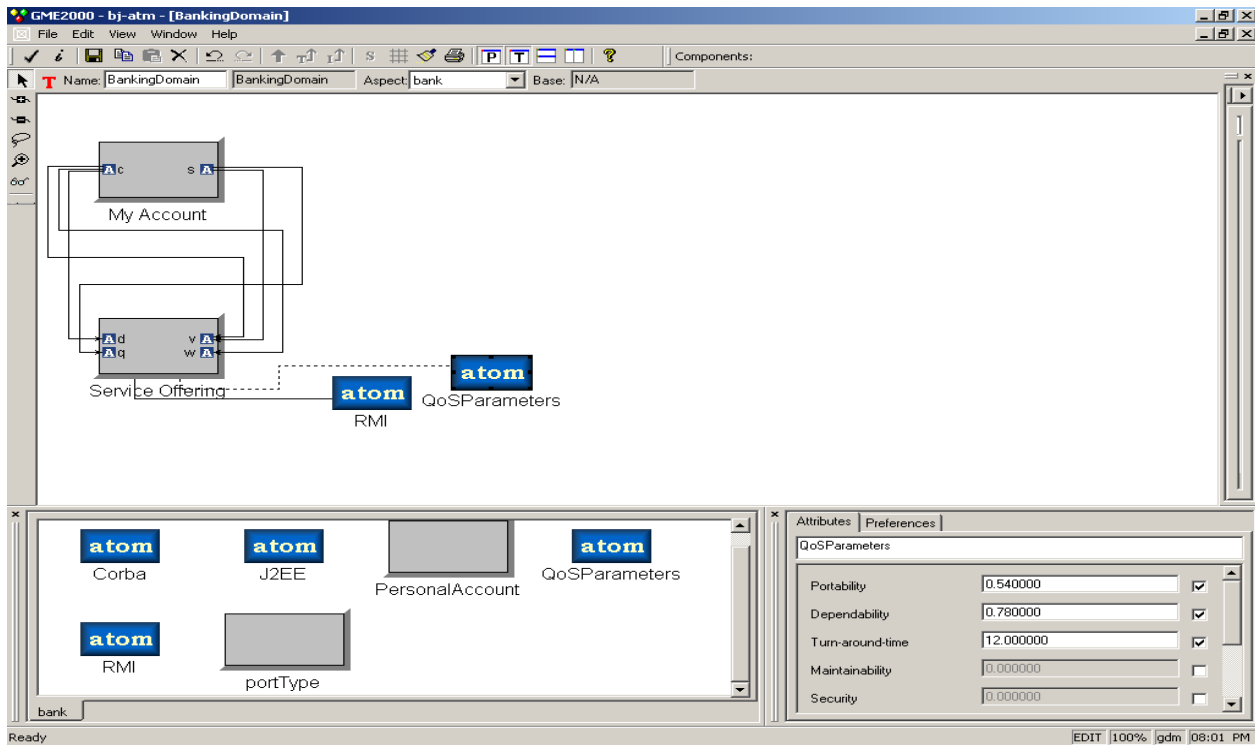 GME2000 - bj-atm - [BankingDomain]
File Edit View Window Help
P T Components:
T Name: BankingDomain BankingDomain Aspect: bank Base: N/A
A c s A
My Account
A d v A
A q w A
Service Offering
atom
QoSParameters
atom
RMI
atom
Corba
atom
J2EE
PersonalAccount
atom
QoSParameters
atom
RMI
portType
bank
Attributes Preferences
QoSParameters
Portability 0.540000
Dependability 0.780000
Turn-around-time 12.000000
Maintainability 0.000000
Security 0.000000
Ready EDIT 100% gdm 08:01 PM